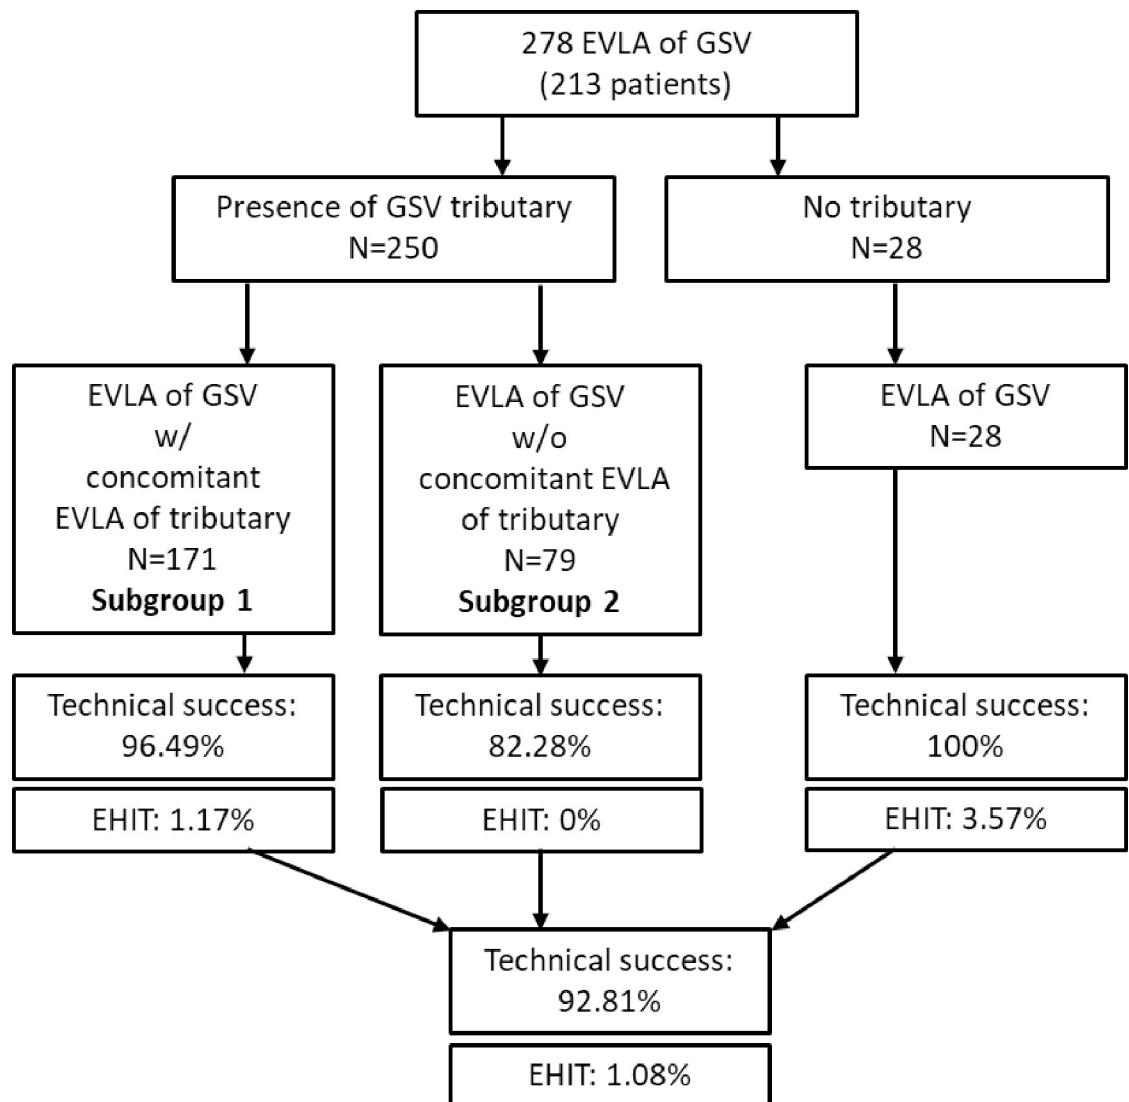 278 EVLA of GSV
(213 patients)
Presence of GSV tributary
N=250
No tributary
N=28
EVLA of GSV
w/
concomitant
EVLA of tributary
N=171
Subgroup 1
EVLA of GSV
w/o
concomitant EVLA
of tributary
N=79
Subgroup 2
EVLA of GSV
N=28
Technical success:
96.49%
Technical success:
82.28%
Technical success:
100%
EHIT: 1.17%
EHIT: 0%
EHIT: 3.57%
Technical success:
92.81%
EHIT: 1.08%